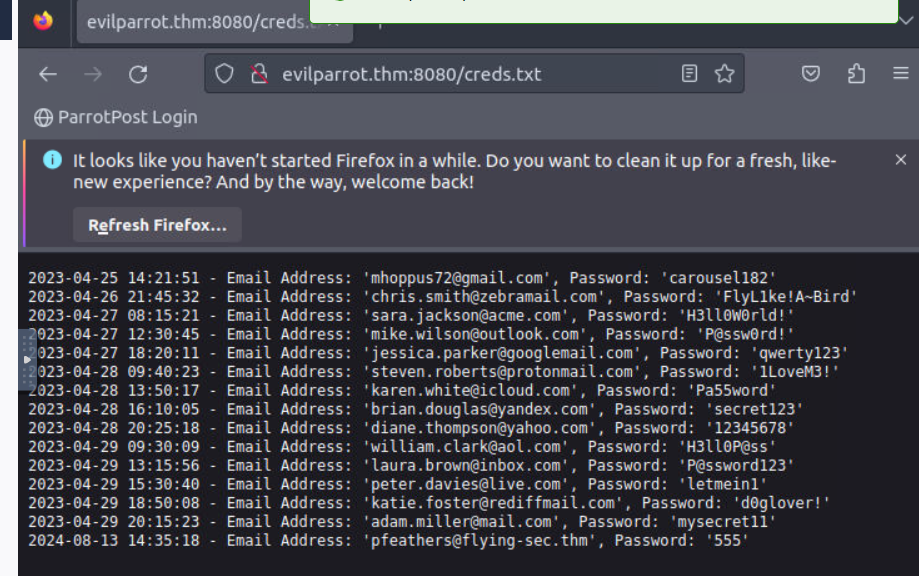 evilparrot.thm:8080/creds.t
evilparrot.thm:8080/creds.txt
ParrotPost Login
It looks like you haven’t started Firefox in a while. Do you want to clean it up for a fresh, like-
new experience? And by the way, welcome back!
Refresh Firefox...
2023-04-25 14:21:51 - Email Address: 'mhoppus72@gmail.com', Password: 'carousel182'
2023-04-26 21:45:32 - Email Address: 'chris.smith@zebramail.com', Password: 'FlyL1ke!A~Bird'
2023-04-27 08:15:21 - Email Address: 'sara.jackson@acme.com', Password: 'H3ll0W0rld!'
2023-04-27 12:30:45 - Email Address: 'mike.wilson@outlook.com', Password: 'P@ssw0rd!'
2023-04-27 18:20:11 - Email Address: 'jessica.parker@googlemail.com', Password: 'qwerty123'
2023-04-28 09:40:23 - Email Address: 'steven.roberts@protonmail.com', Password: '1LoveM3!'
2023-04-28 13:50:17 - Email Address: 'karen.white@icloud.com', Password: 'Pa55word'
2023-04-28 16:10:05 - Email Address: 'brian.douglas@yandex.com', Password: 'secret123'
2023-04-28 20:25:18 - Email Address: 'diane.thompson@yahoo.com', Password: '12345678'
2023-04-29 09:30:09 - Email Address: 'william.clark@aol.com', Password: 'H3ll0P@ss'
2023-04-29 13:15:56 - Email Address: 'laura.brown@inbox.com', Password: 'P@ssword123'
2023-04-29 15:30:40 - Email Address: 'peter.davies@live.com', Password: 'letmein1'
2023-04-29 18:50:08 - Email Address: 'katie.foster@rediffmail.com', Password: 'd0glover!'
2023-04-29 20:15:23 - Email Address: 'adam.miller@mail.com', Password: 'mysecret11'
2024-08-13 14:35:18 - Email Address: 'pfeathers@flying-sec.thm', Password: '555'